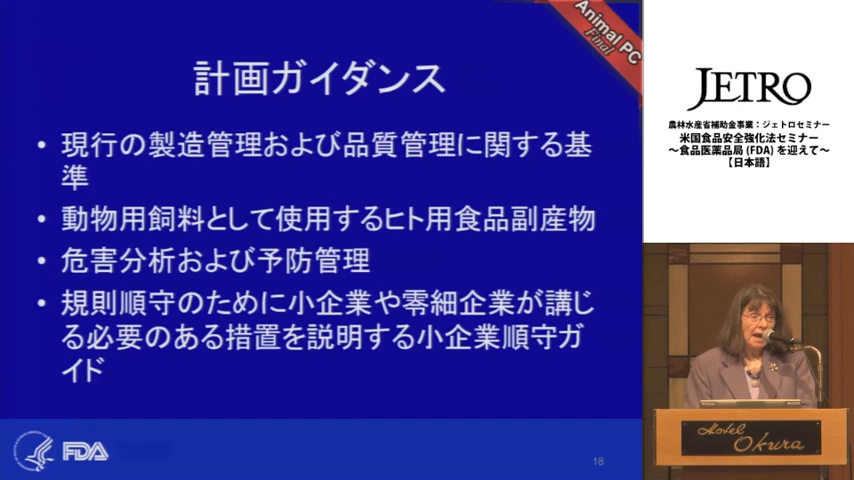 Animal PC
Final
計画ガイダンス
• 現行の製造管理および品質管理に関する基
準
• 動物用飼料として使用するヒト用食品副産物
• 危害分析および予防管理
• 規則順守のために小企業や零細企業が講じ
る必要のある措置を説明する小企業順守ガ
イド
FDA
18
JETRO
農林水産省補助金事業：ジェトロセミナー
米国食品安全強化法セミナー
～食品医薬品局 (FDA) を迎えて～
【日本語】
Hotel
Okura